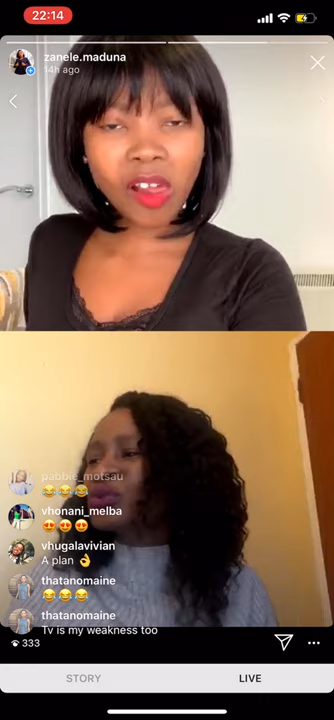 22:14
zanele.maduna
14h ago
pabbie_motsau
😂😂😂
vhonani_melba
😍😍😍
vhugalavivian
A plan 👌
thatanomaine
😂😂😂
thatanomaine
Tv is my weakness too
333
STORY LIVE